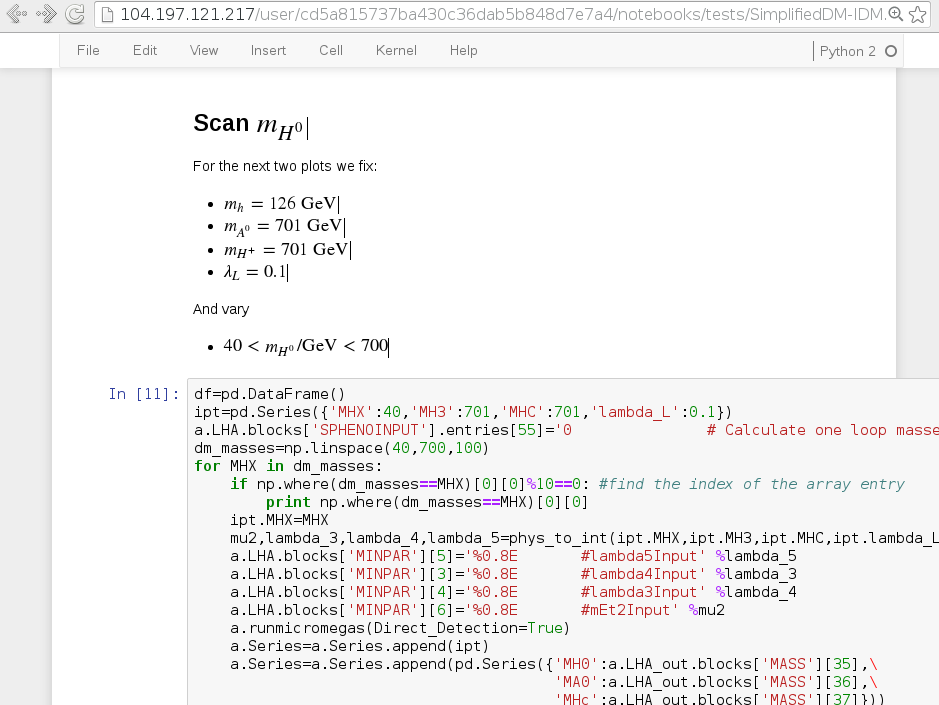 104.197.121.217/user/cd5a815737ba430c36dab5b848d7e7a4/notebooks/tests/SimplifiedDM-IDM.
File Edit View Insert Cell Kernel Help Python 2
Scan m_{H^0}
For the next two plots we fix:
• m_h = 126 GeV
• m_{A^0} = 701 GeV
• m_{H^+} = 701 GeV
• λ_L = 0.1
And vary
• 40 < m_{H^0}/GeV < 700
In [11]: df=pd.DataFrame()
ipt=pd.Series({'MHX':40,'MH3':701,'MHC':701,'lambda_L':0.1})
a.LHA.blocks['SPHENOINPUT'].entries[55]='0 # Calculate one loop masse
dm_masses=np.linspace(40,700,100)
for MHX in dm_masses:
if np.where(dm_masses==MHX)[0][0]%10==0: #find the index of the array entry
print np.where(dm_masses==MHX)[0][0]
ipt.MHX=MHX
mu2,lambda_3,lambda_4,lambda_5=phys_to_int(ipt.MHX,ipt.MH3,ipt.MHC,ipt.lambda_L
a.LHA.blocks['MINPAR'][5]='%0.8E #lambda5Input' %lambda_5
a.LHA.blocks['MINPAR'][3]='%0.8E #lambda4Input' %lambda_3
a.LHA.blocks['MINPAR'][4]='%0.8E #lambda3Input' %lambda_4
a.LHA.blocks['MINPAR'][6]='%0.8E #mEt2Input' %mu2
a.runmicromegas(Direct_Detection=True)
a.Series=a.Series.append(ipt)
a.Series=a.Series.append(pd.Series({'MH0':a.LHA_out.blocks['MASS'][35],\
'MA0':a.LHA_out.blocks['MASS'][36],\
'MHc':a.LHA_out.blocks['MASS'][37]}))